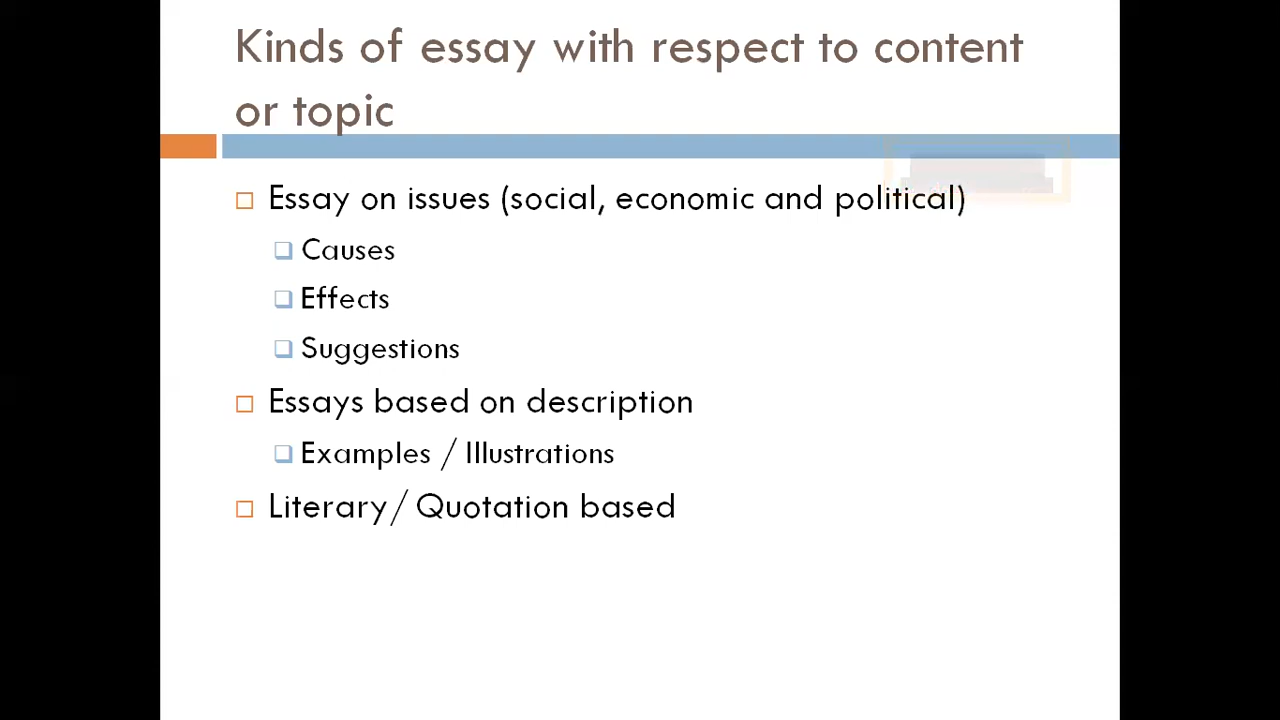 Kinds of essay with respect to content
or topic
Essay on issues (social, economic and political)
Causes
Effects
Suggestions
Essays based on description
Examples / Illustrations
Literary/ Quotation based